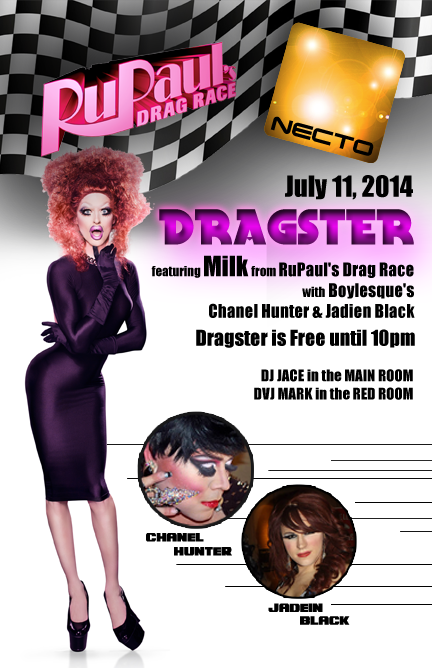 RuPaul's
DRAG RACE
NECTO
July 11, 2014
DRAGSTER
featuring Milk from RuPaul's Drag Race
with Boylesque's
Chanel Hunter & Jadien Black
Dragster is Free until 10pm
DJ JACE in the MAIN ROOM
DVJ MARK in the RED ROOM
CHANEL
HUNTER
JADEIN
BLACK